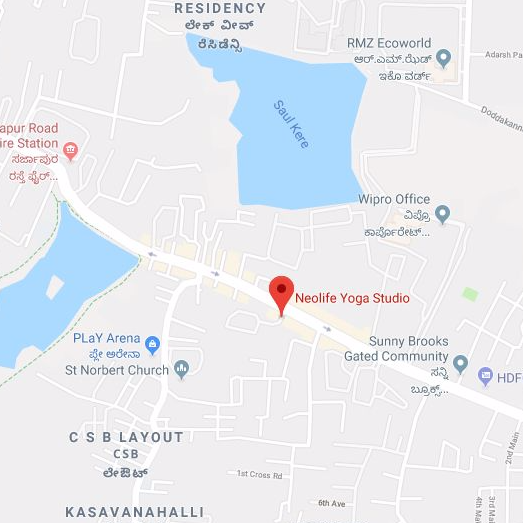 RESIDENCY
ಲೇಕ್ ವೀವ್
ರೆಸಿಡೆನ್ಸಿ
RMZ Ecoworld
ಆರ್.ಎಮ್.ಝೆಡ್
ಇಕೊ ವರ್ಡ್
Adarsh Pa
Doddakann
Saul Kere
apur Road
ire Station
ಸರ್ಜಾಪುರ
ರಸ್ತೆ ಫೈರ್...
Wipro Office
ವಿಪ್ರೊ
ಕಾರ್ಪೊರೇಟ್...
Neolife Yoga Studio
PLaY Arena
ಪ್ಲೇ ಅರೇನಾ
St Norbert Church
Sunny Brooks
Gated Community
ಸನ್ನಿ
ಬ್ರೂಕ್ಸ್...
HDF
C S B LAYOUT
CSB
ಲೇಔಟ್
2nd Main
1st Cross Rd
6th Ave
4th Ma
3rd Main
KASAVANAHALLI